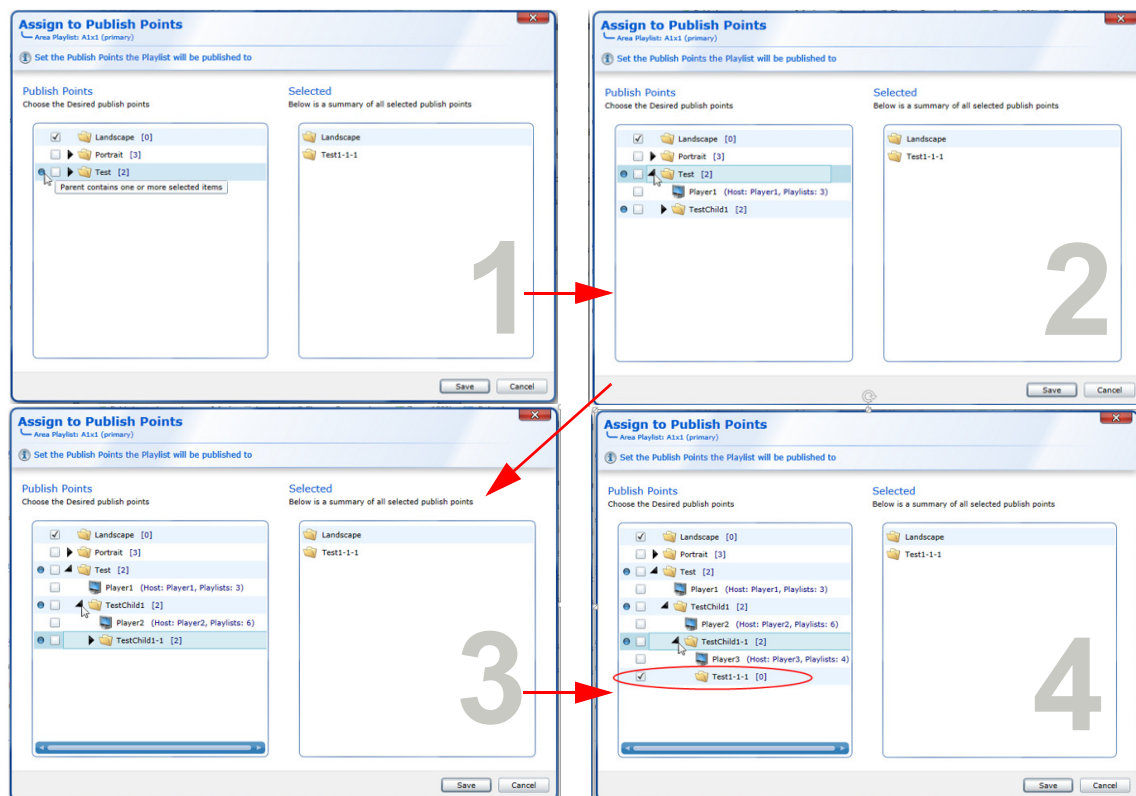 Assign to Publish Points
Area Playlist: A1x1 (primary)
Set the Publish Points the Playlist will be published to
Publish Points
Choose the Desired publish points
Landscape [0]
Portrait [3]
Test [2]
Parent contains one or more selected items
Selected
Below is a summary of all selected publish points
Landscape
Test1-1-1
1
Save Cancel
Assign to Publish Points
Area Playlist: A1x1 (primary)
Set the Publish Points the Playlist will be published to
Publish Points
Choose the Desired publish points
Landscape [0]
Portrait [3]
Test [2]
Player1 (Host: Player1, Playlists: 3)
TestChild1 [2]
Selected
Below is a summary of all selected publish points
Landscape
Test1-1-1
2
Save Cancel
Assign to Publish Points
Area Playlist: A1x1 (primary)
Set the Publish Points the Playlist will be published to
Publish Points
Choose the Desired publish points
Landscape [0]
Portrait [3]
Test [2]
Player1 (Host: Player1, Playlists: 3)
TestChild1 [2]
Player2 (Host: Player2, Playlists: 6)
TestChild1-1 [2]
Selected
Below is a summary of all selected publish points
Landscape
Test1-1-1
3
Save Cancel
Assign to Publish Points
Area Playlist: A1x1 (primary)
Set the Publish Points the Playlist will be published to
Publish Points
Choose the Desired publish points
Landscape [0]
Portrait [3]
Test [2]
Player1 (Host: Player1, Playlists: 3)
TestChild1 [2]
Player2 (Host: Player2, Playlists: 6)
TestChild1-1 [2]
Player3 (Host: Player3, Playlists: 4)
Test1-1-1 [0]
Selected
Below is a summary of all selected publish points
Landscape
Test1-1-1
4
Save Cancel